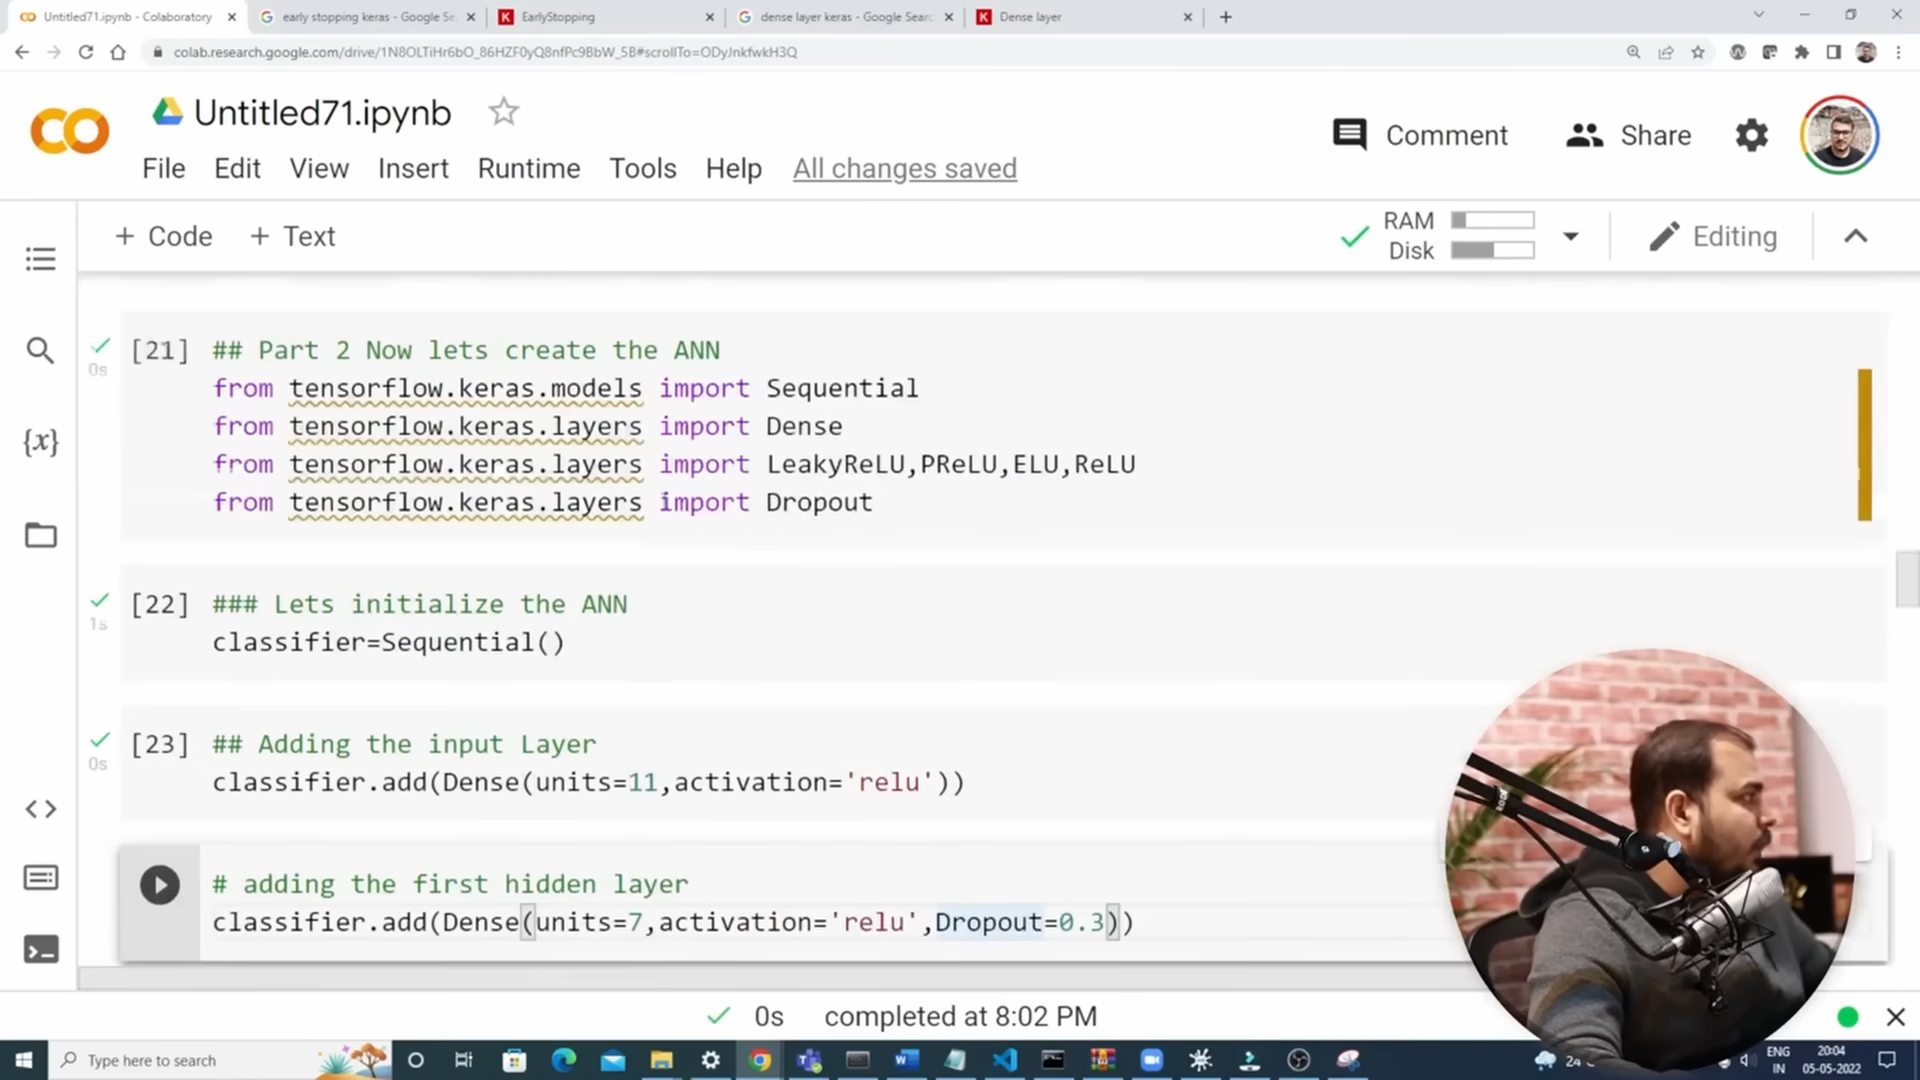 Untitled71.ipynb - Colaboratory
early stopping keras - Google Se
EarlyStopping
dense layer keras - Google Searc
Dense layer
colab.research.google.com/drive/1N8OLTiHr6bO_86HZF0yQ8nfPc9BbW_5B#scrollTo=ODyJnkfwkH3Q
Untitled71.ipynb
Comment
Share
File Edit View Insert Runtime Tools Help All changes saved
+ Code + Text
RAM
Disk
Editing
[21] ## Part 2 Now lets create the ANN
0s
from tensorflow.keras.models import Sequential
from tensorflow.keras.layers import Dense
from tensorflow.keras.layers import LeakyReLU,PReLU,ELU,ReLU
from tensorflow.keras.layers import Dropout
[22] ### Lets initialize the ANN
1s
classifier=Sequential()
[23] ## Adding the input Layer
0s
classifier.add(Dense(units=11,activation='relu'))
# adding the first hidden layer
classifier.add(Dense(units=7,activation='relu',Dropout=0.3))
0s completed at 8:02 PM
Type here to search
ENG
IN
20:04
05-05-2022